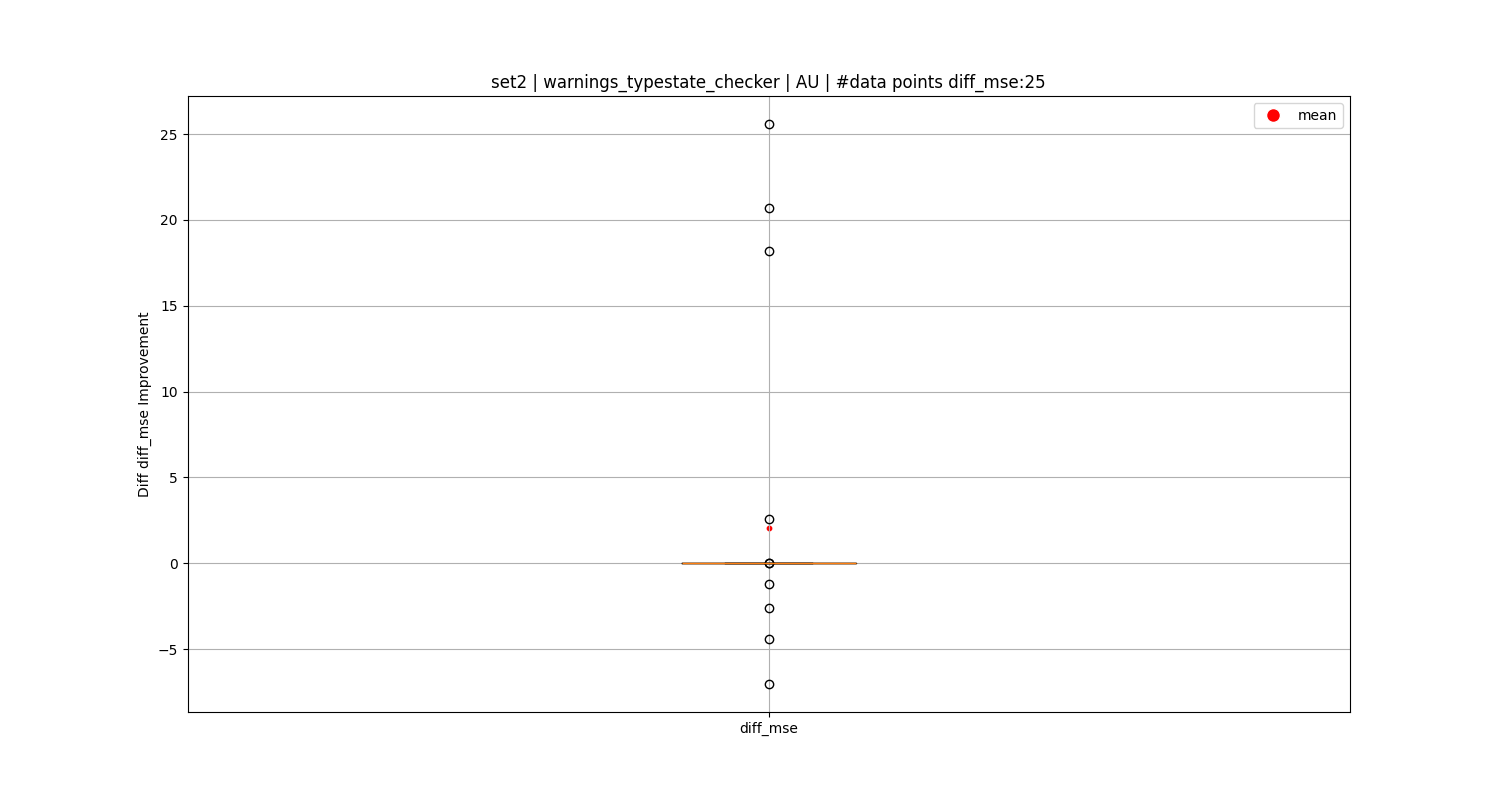 set2 | warnings_typestate_checker | AU | #data points diff_mse:25
mean
25
20
15
10
5
0
−5
Diff diff_mse Improvement
diff_mse